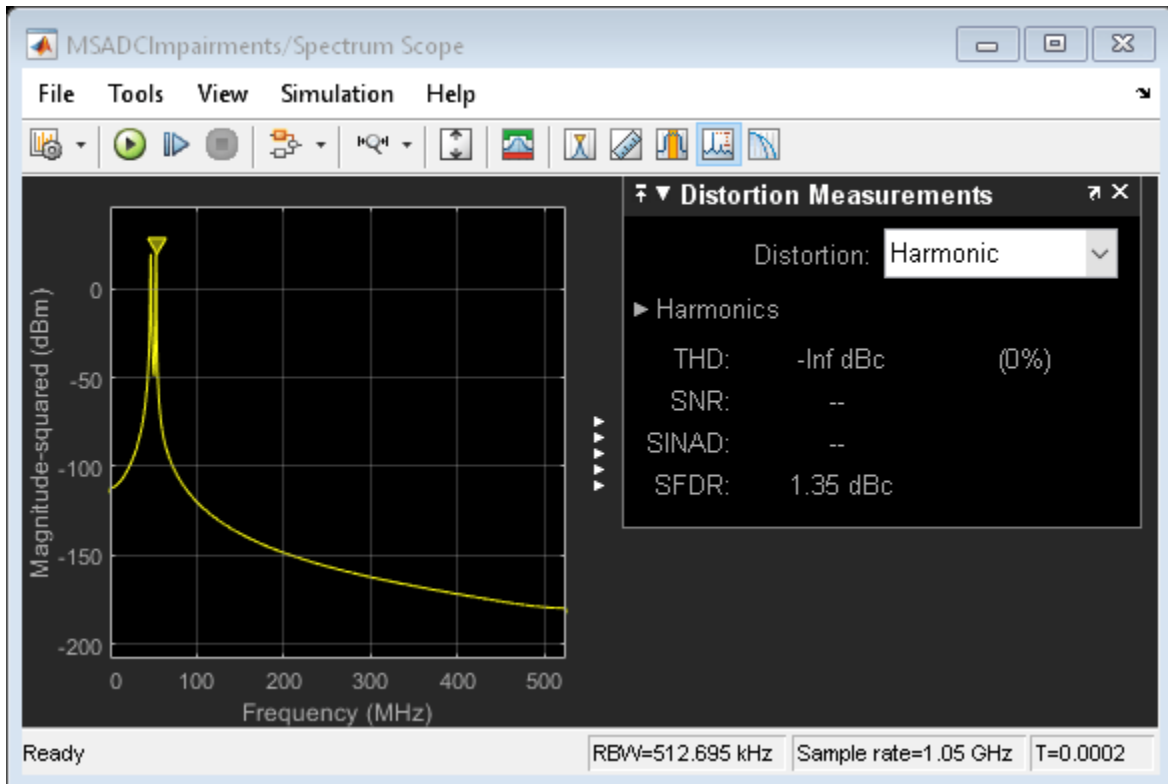 MSADCImpairments/Spectrum Scope
File Tools View Simulation Help
Distortion Measurements
Distortion: Harmonic
Harmonics
THD: -Inf dBc (0%)
SNR: --
SINAD: --
SFDR: 1.35 dBc
Magnitude-squared (dBm)
0
-50
-100
-150
-200
0 100 200 300 400 500
Frequency (MHz)
Ready RBW=512.695 kHz Sample rate=1.05 GHz T=0.0002